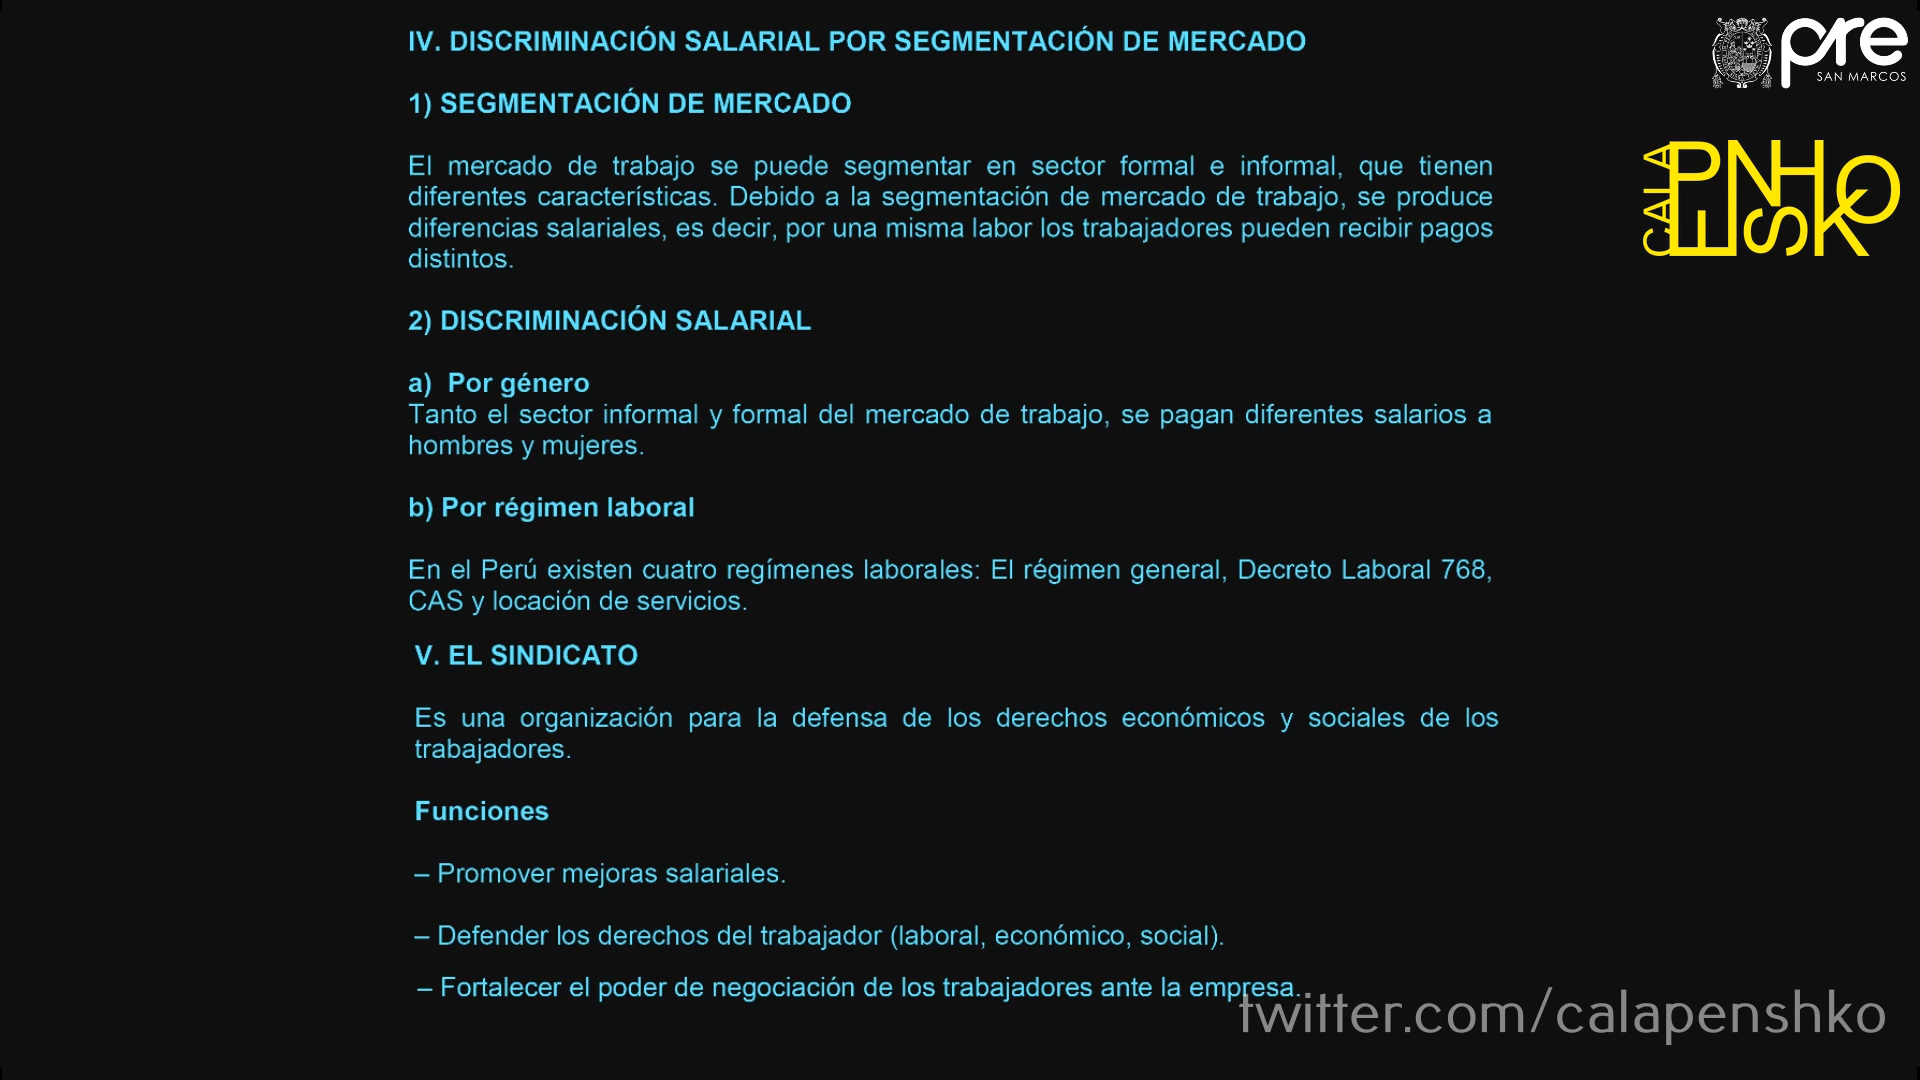 IV. DISCRIMINACIÓN SALARIAL POR SEGMENTACIÓN DE MERCADO
pre
SAN MARCOS
1) SEGMENTACIÓN DE MERCADO
CALA
PNH
ESKO
El mercado de trabajo se puede segmentar en sector formal e informal, que tienen
diferentes características. Debido a la segmentación de mercado de trabajo, se produce
diferencias salariales, es decir, por una misma labor los trabajadores pueden recibir pagos
distintos.
2) DISCRIMINACIÓN SALARIAL
a) Por género
Tanto el sector informal y formal del mercado de trabajo, se pagan diferentes salarios a
hombres y mujeres.
b) Por régimen laboral
En el Perú existen cuatro regímenes laborales: El régimen general, Decreto Laboral 768,
CAS y locación de servicios.
V. EL SINDICATO
Es una organización para la defensa de los derechos económicos y sociales de los
trabajadores.
Funciones
– Promover mejoras salariales.
– Defender los derechos del trabajador (laboral, económico, social).
– Fortalecer el poder de negociación de los trabajadores ante la empresa.
twitter.com/calapenshko